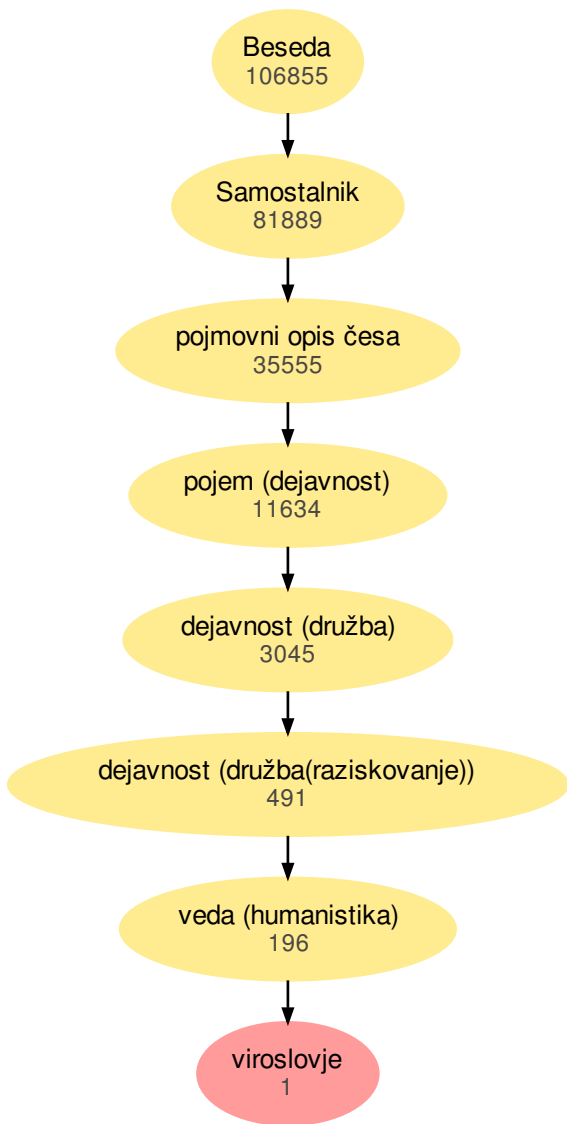 Beseda
106855
Samostalnik
81889
pojmovni opis česa
35555
pojem (dejavnost)
11634
dejavnost (družba)
3045
dejavnost (družba(raziskovanje))
491
veda (humanistika)
196
viroslovje
1